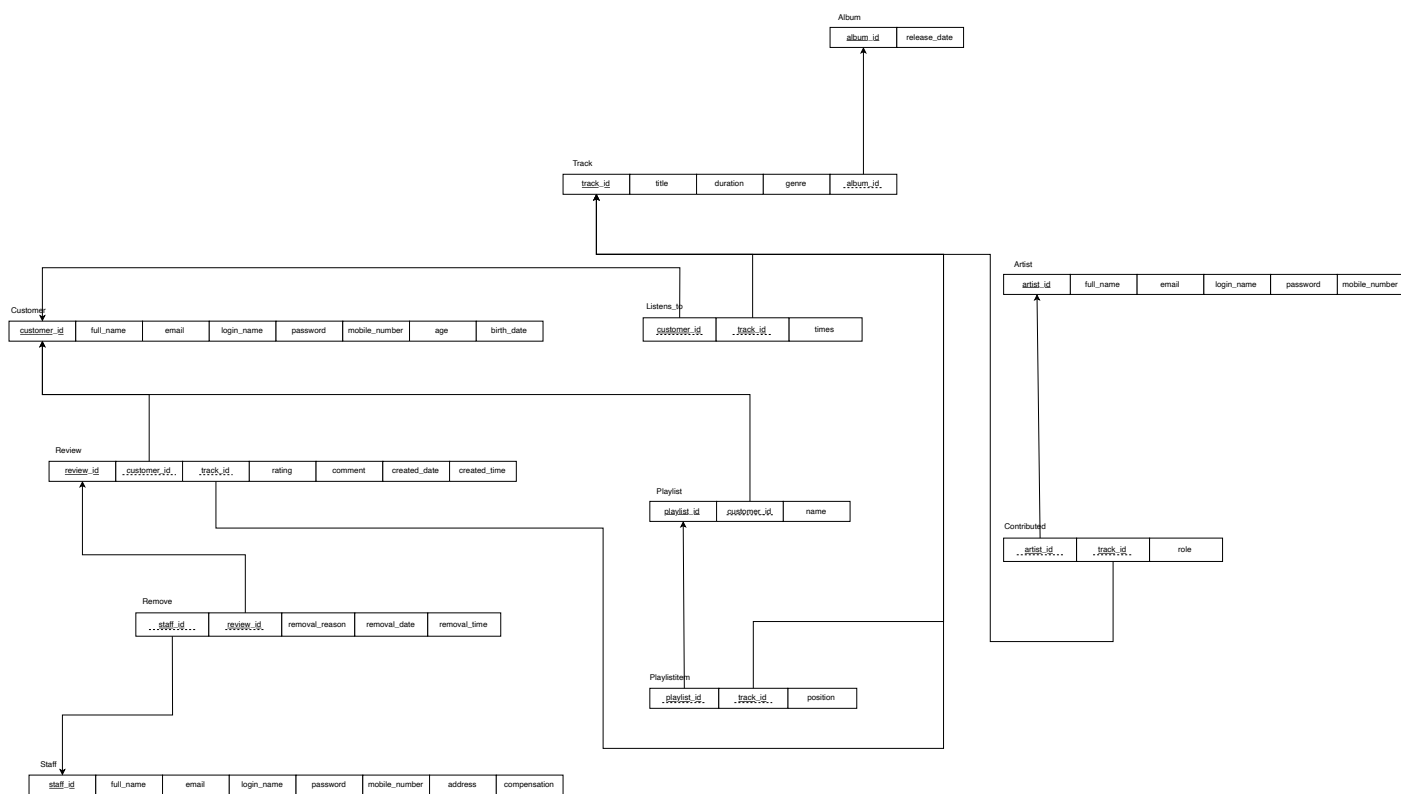 Album
album_id release_date
Track
track_id title duration genre album_id
Artist
artist_id full_name email login_name password mobile_number
Customer
customer_id full_name email login_name password mobile_number age birth_date
Listens_to
customer_id track_id times
Review
review_id customer_id track_id rating comment created_date created_time
Playlist
playlist_id customer_id name
Contributed
artist_id track_id role
Remove
staff_id review_id removal_reason removal_date removal_time
Playlistitem
playlist_id track_id position
Staff
staff_id full_name email login_name password mobile_number address compensation